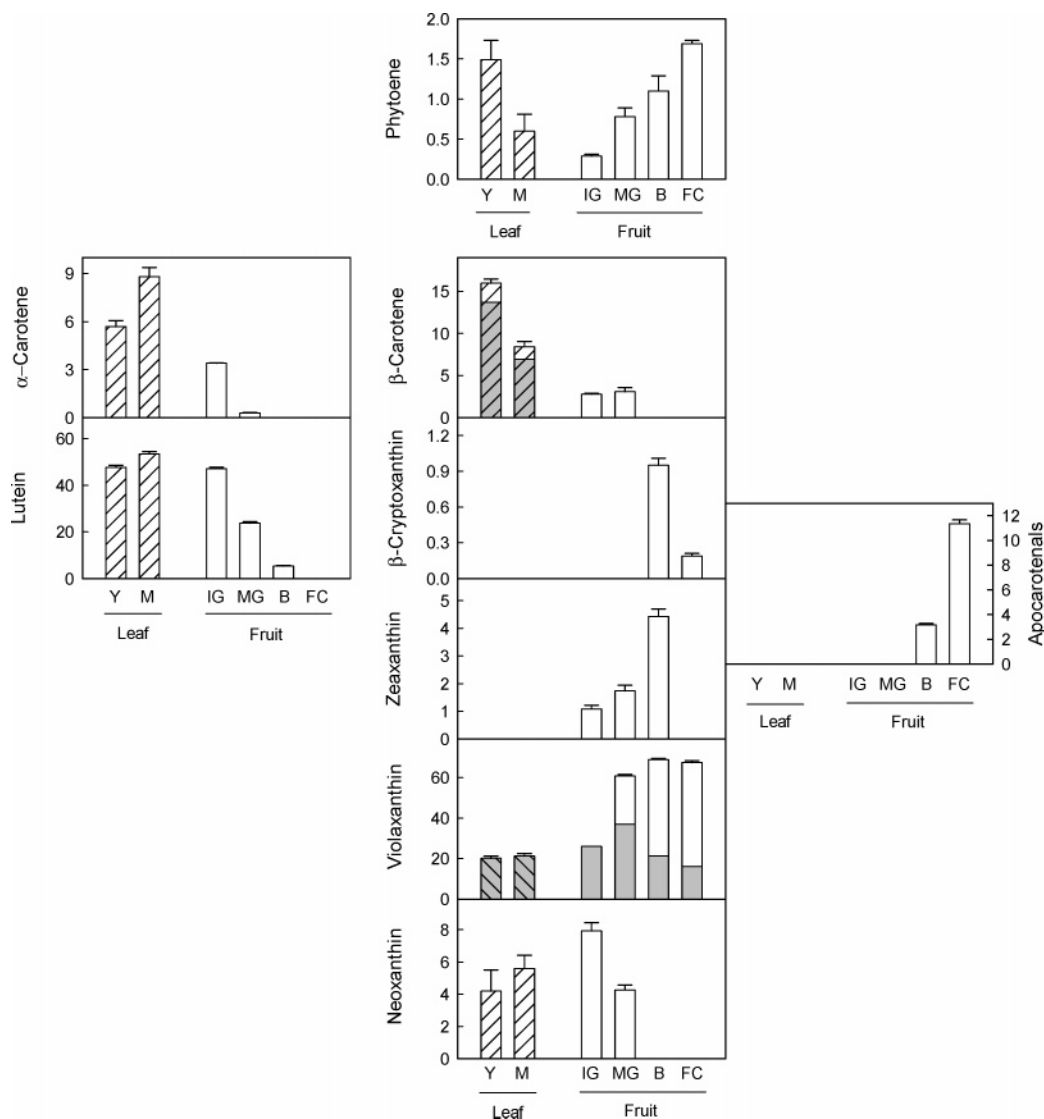 Phytoene
2.0
1.5
1.0
0.5
0.0
Y M IG MG B FC
Leaf Fruit
α–Carotene
9
6
3
0
Lutein
60
40
20
0
Y M IG MG B FC
Leaf Fruit
β-Carotene
15
10
5
0
β-Cryptoxanthin
1.2
0.9
0.6
0.3
0.0
Zeaxanthin
5
4
3
2
1
0
Violaxanthin
60
40
20
0
Neoxanthin
8
6
4
2
0
Y M IG MG B FC
Leaf Fruit
12
10
8
6
4
2
0
Apocarotenals
Y M IG MG B FC
Leaf Fruit